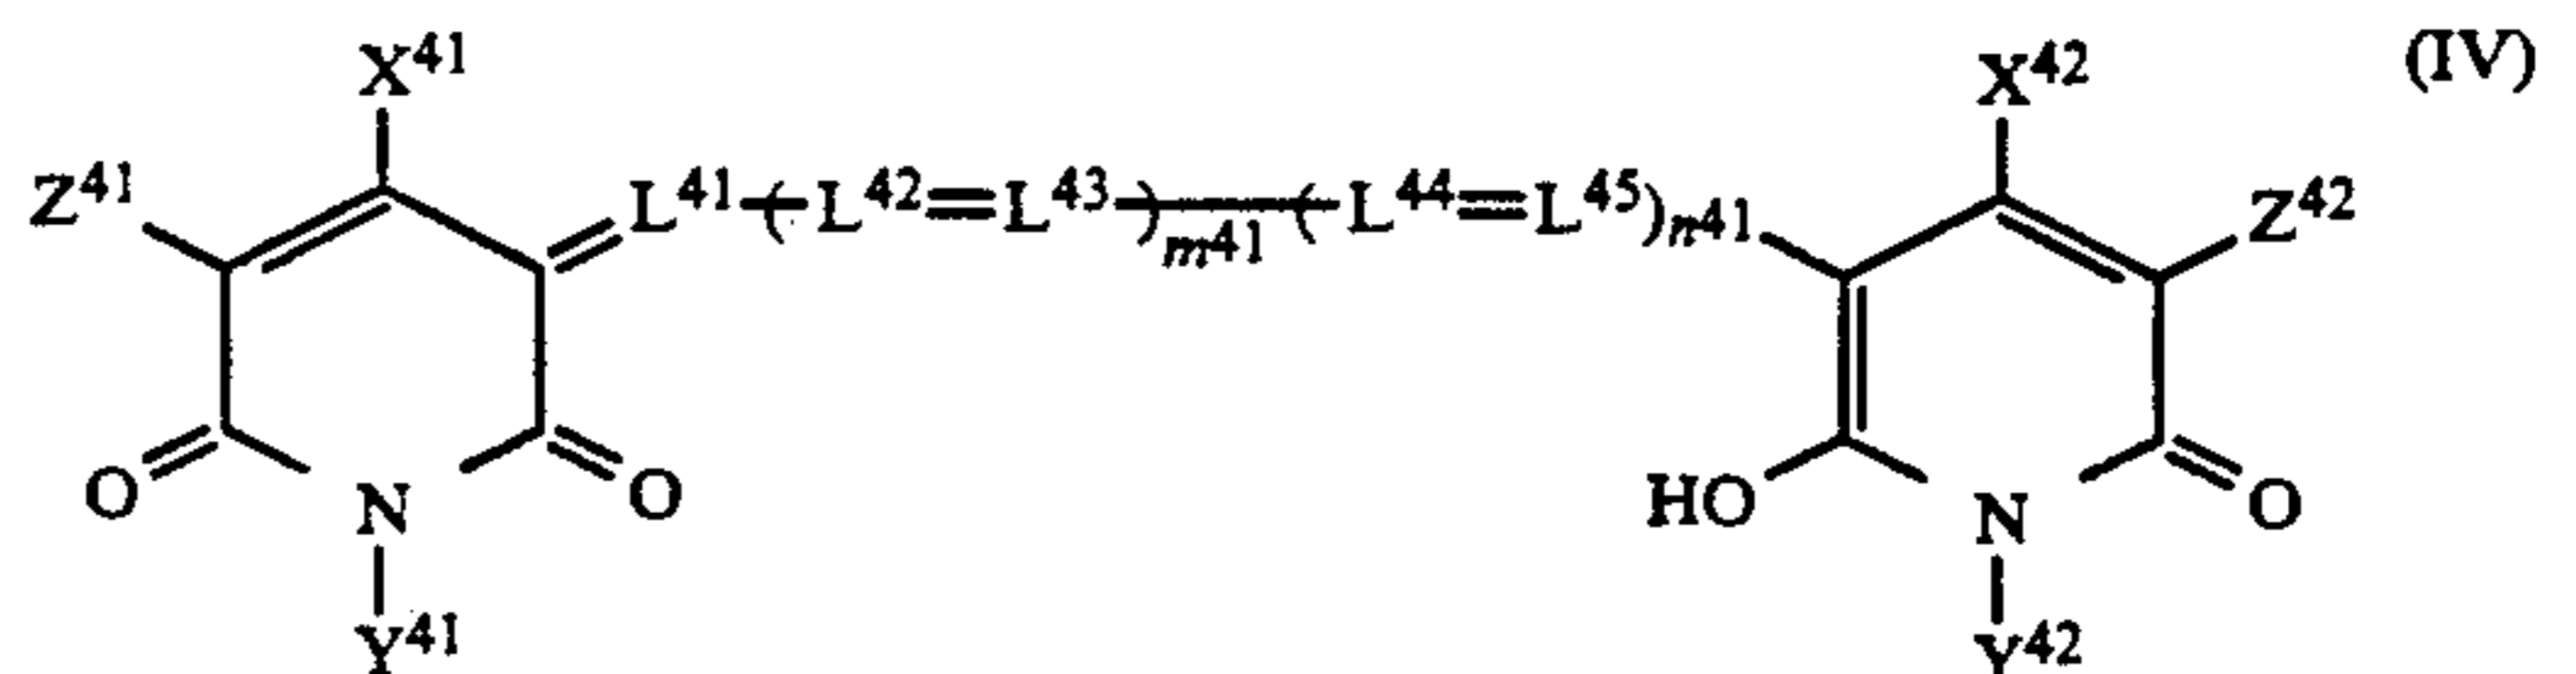 X⁴¹ X⁴² (IV)
Z⁴¹ L⁴¹—(—L⁴²=L⁴³—)m41—(—L⁴⁴=L⁴⁵)n41 Z⁴²
O N O HO N O
Y⁴¹ Y⁴²